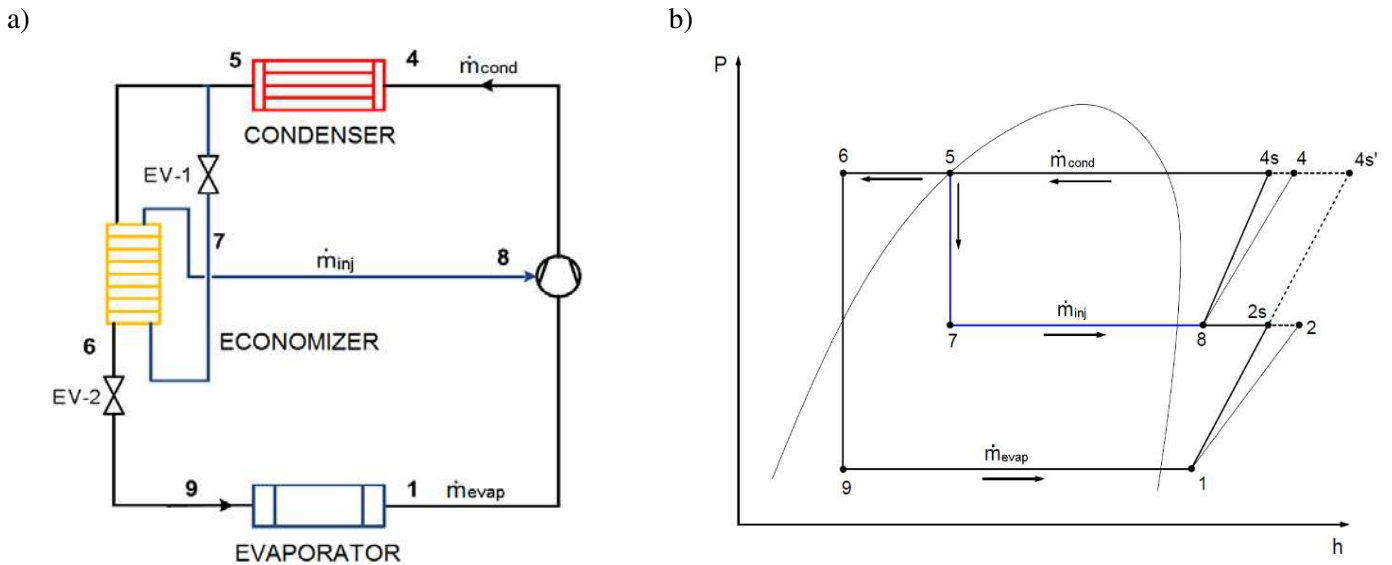 a)
5
4
ṁcond
CONDENSER
EV-1
7
ṁinj
8
ECONOMIZER
6
EV-2
9
1
ṁevap
EVAPORATOR
b)
P
6
5
ṁcond
4s
4
4s'
ṁinj
7
8
2s
2
ṁevap
9
1
h